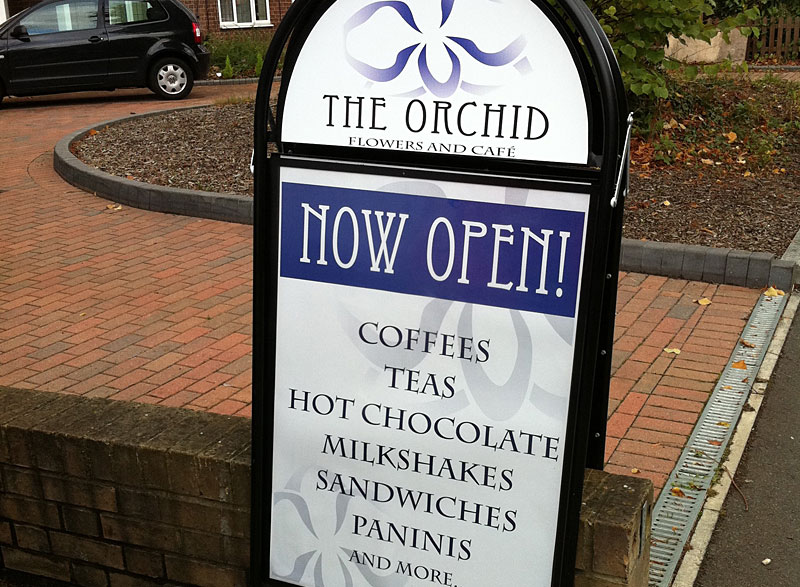 THE ORCHID
FLOWERS AND CAFÉ
NOW OPEN!
COFFEES
TEAS
HOT CHOCOLATE
MILKSHAKES
SANDWICHES
PANINIS
AND MORE.